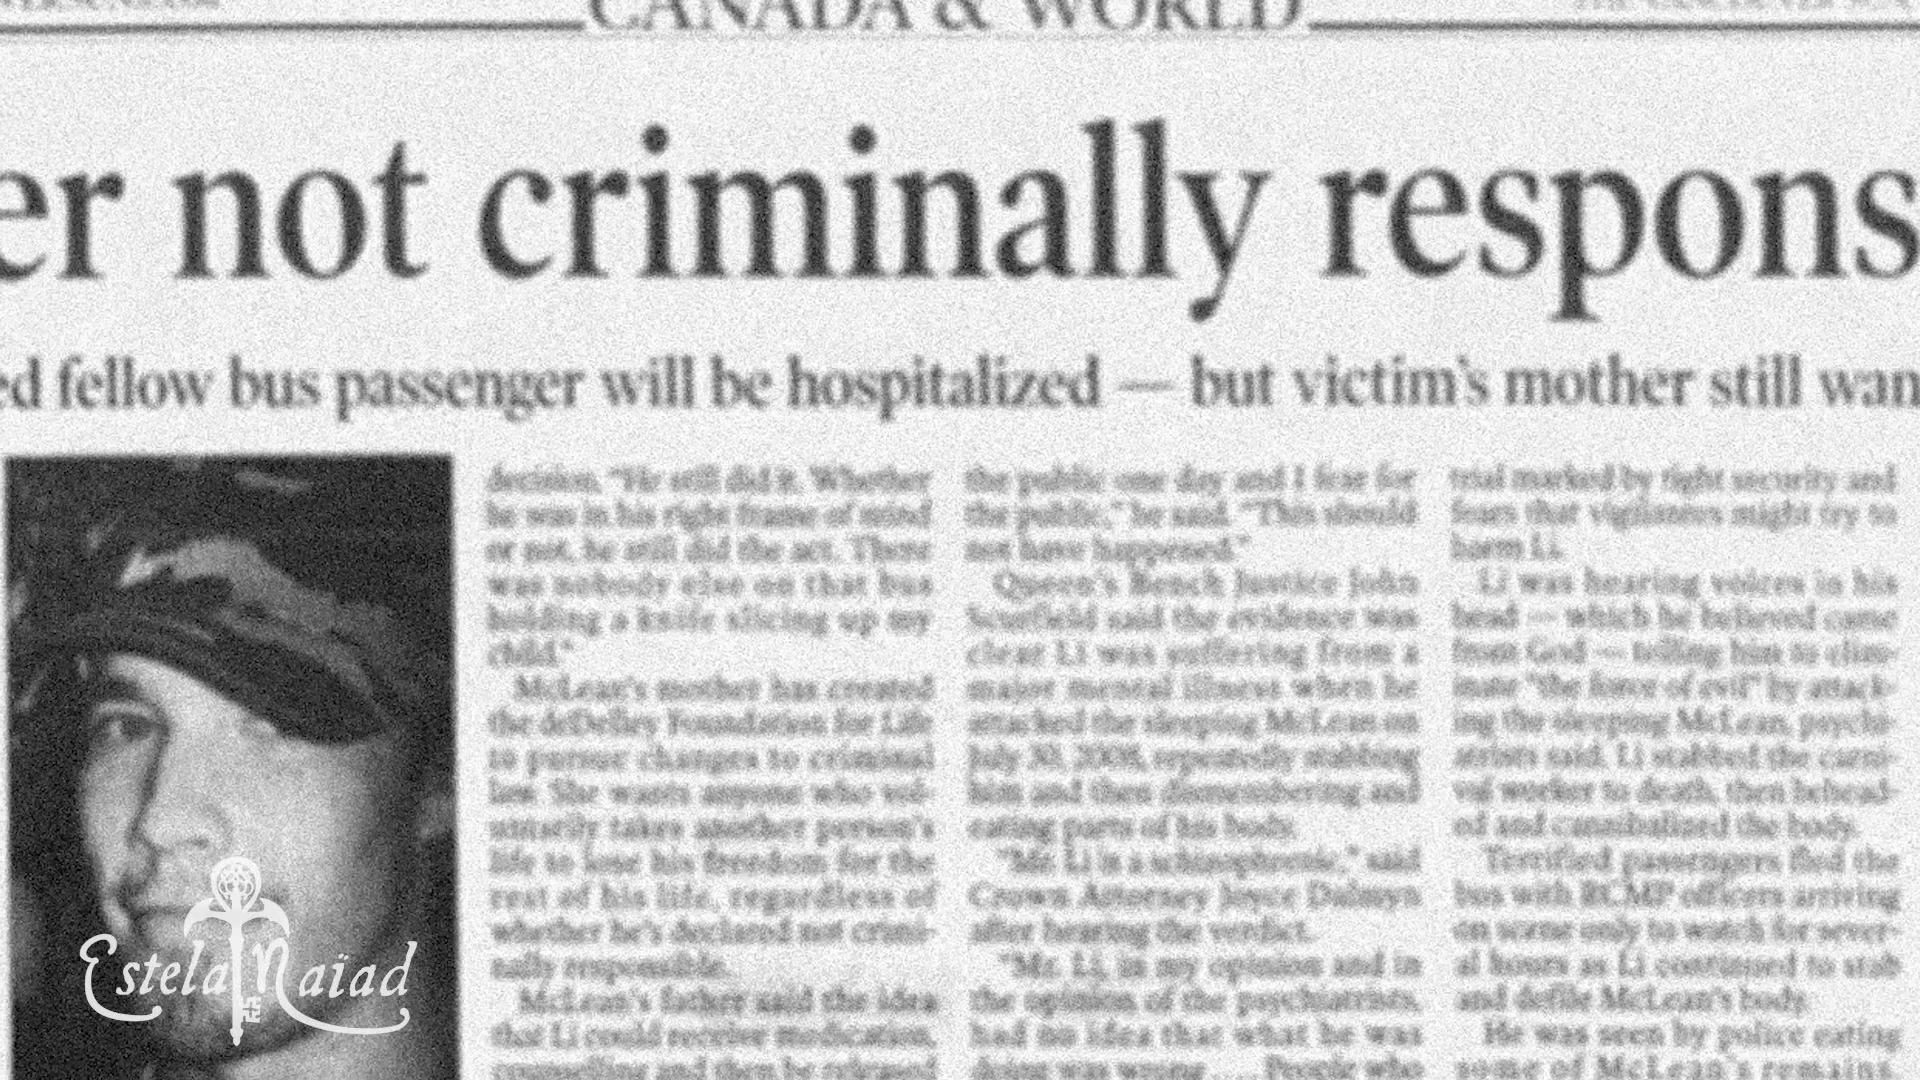 CANADA & WORLD
er not criminally respons
ed fellow bus passenger will be hospitalized — but victim's mother still wan
decision. "He still did it. Whether
he was in his right frame of mind
or not, he still did the act. There
was nobody else on that bus
holding a knife slicing up my
child."
McLean's mother has created
the deDelley Foundation for Life
to pursue changes to criminal
law. She wants anyone who vol-
untarily takes another person's
life to lose his freedom for the
rest of his life, regardless of
whether he's declared not crimi-
nally responsible.
McLean's father said the idea
that Li could receive medication,
counselling and then be released
the public one day and I fear for
the public," he said. "This should
not have happened."
Queen's Bench Justice John
Scurfield said the evidence was
clear Li was suffering from a
major mental illness when he
attacked the sleeping McLean on
July 30, 2008, repeatedly stabbing
him and then dismembering and
eating parts of his body.
"Mr. Li is a schizophrenic," said
Crown Attorney Joyce Dalmyn
after hearing the verdict.
"Mr. Li, in my opinion and in
the opinion of the psychiatrists,
had no idea that what he was
doing was wrong . . . People who
trial marked by tight security and
fears that vigilantes might try to
harm Li.
Li was hearing voices in his
head — which he believed came
from God — telling him to elim-
inate "the force of evil" by attack-
ing the sleeping McLean, psychi-
atrists said. Li stabbed the carni-
val worker to death, then behead-
ed and cannibalized the body.
Terrified passengers fled the
bus with RCMP officers arriving
on scene only to watch for sever-
al hours as Li continued to stab
and defile McLean's body.
He was seen by police eating
some of McLean's remains.
Estela Naïad